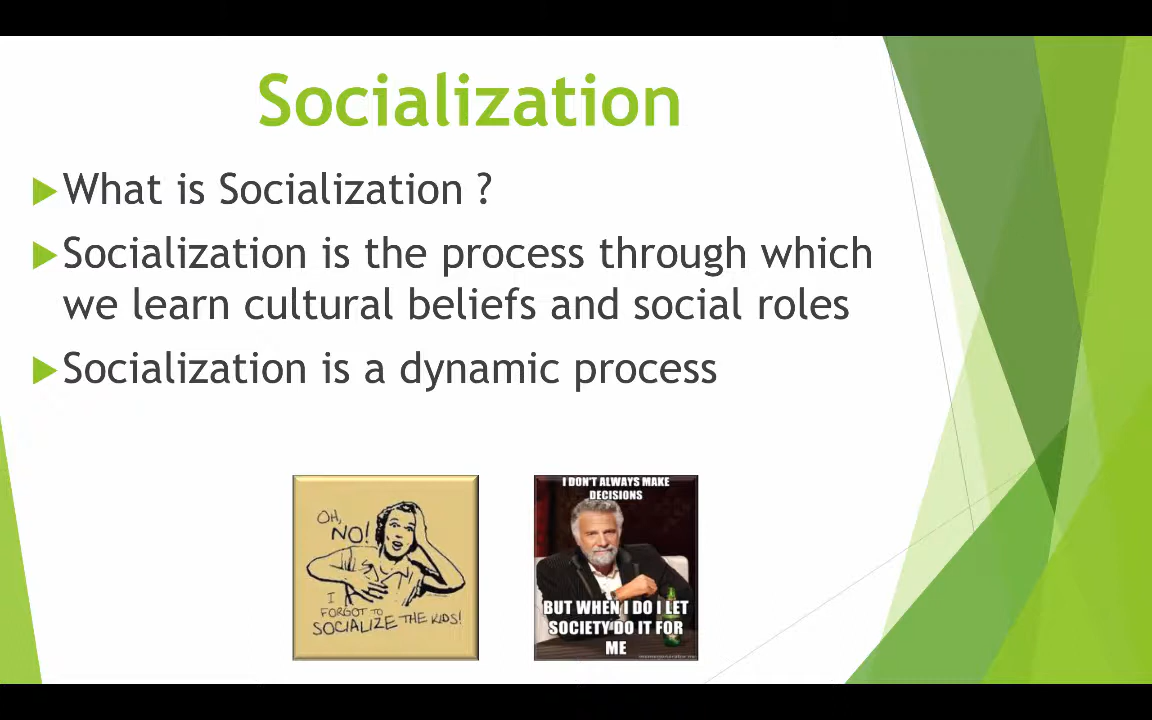 Socialization
What is Socialization ?
Socialization is the process through which
we learn cultural beliefs and social roles
Socialization is a dynamic process
OH,
NO!
I
FORGOT TO
SOCIALIZE THE KIDS!
I DON'T ALWAYS MAKE
DECISIONS
BUT WHEN I DO I LET
SOCIETY DO IT FOR
ME